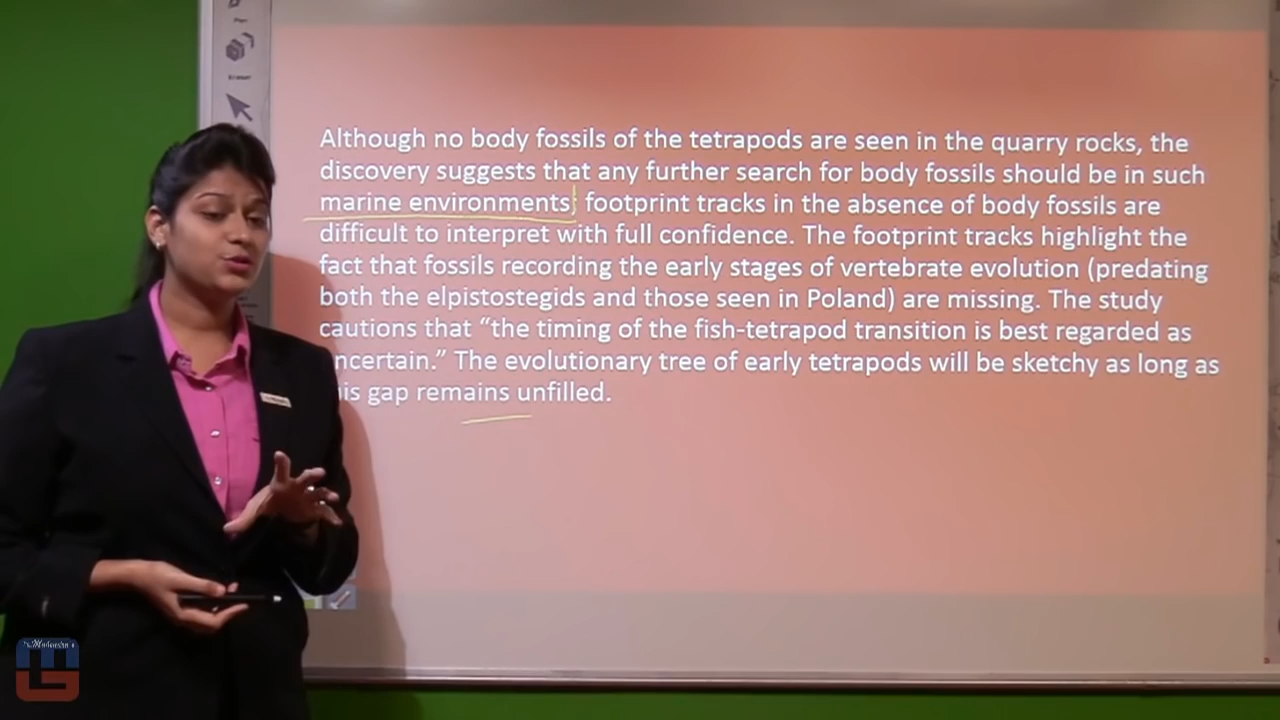 Eraser
Although no body fossils of the tetrapods are seen in the quarry rocks, the
discovery suggests that any further search for body fossils should be in such
marine environments footprint tracks in the absence of body fossils are
difficult to interpret with full confidence. The footprint tracks highlight the
fact that fossils recording the early stages of vertebrate evolution (predating
both the elpistostegids and those seen in Poland) are missing. The study
cautions that “the timing of the fish-tetrapod transition is best regarded as
ncertain.” The evolutionary tree of early tetrapods will be sketchy as long as
is gap remains unfilled.